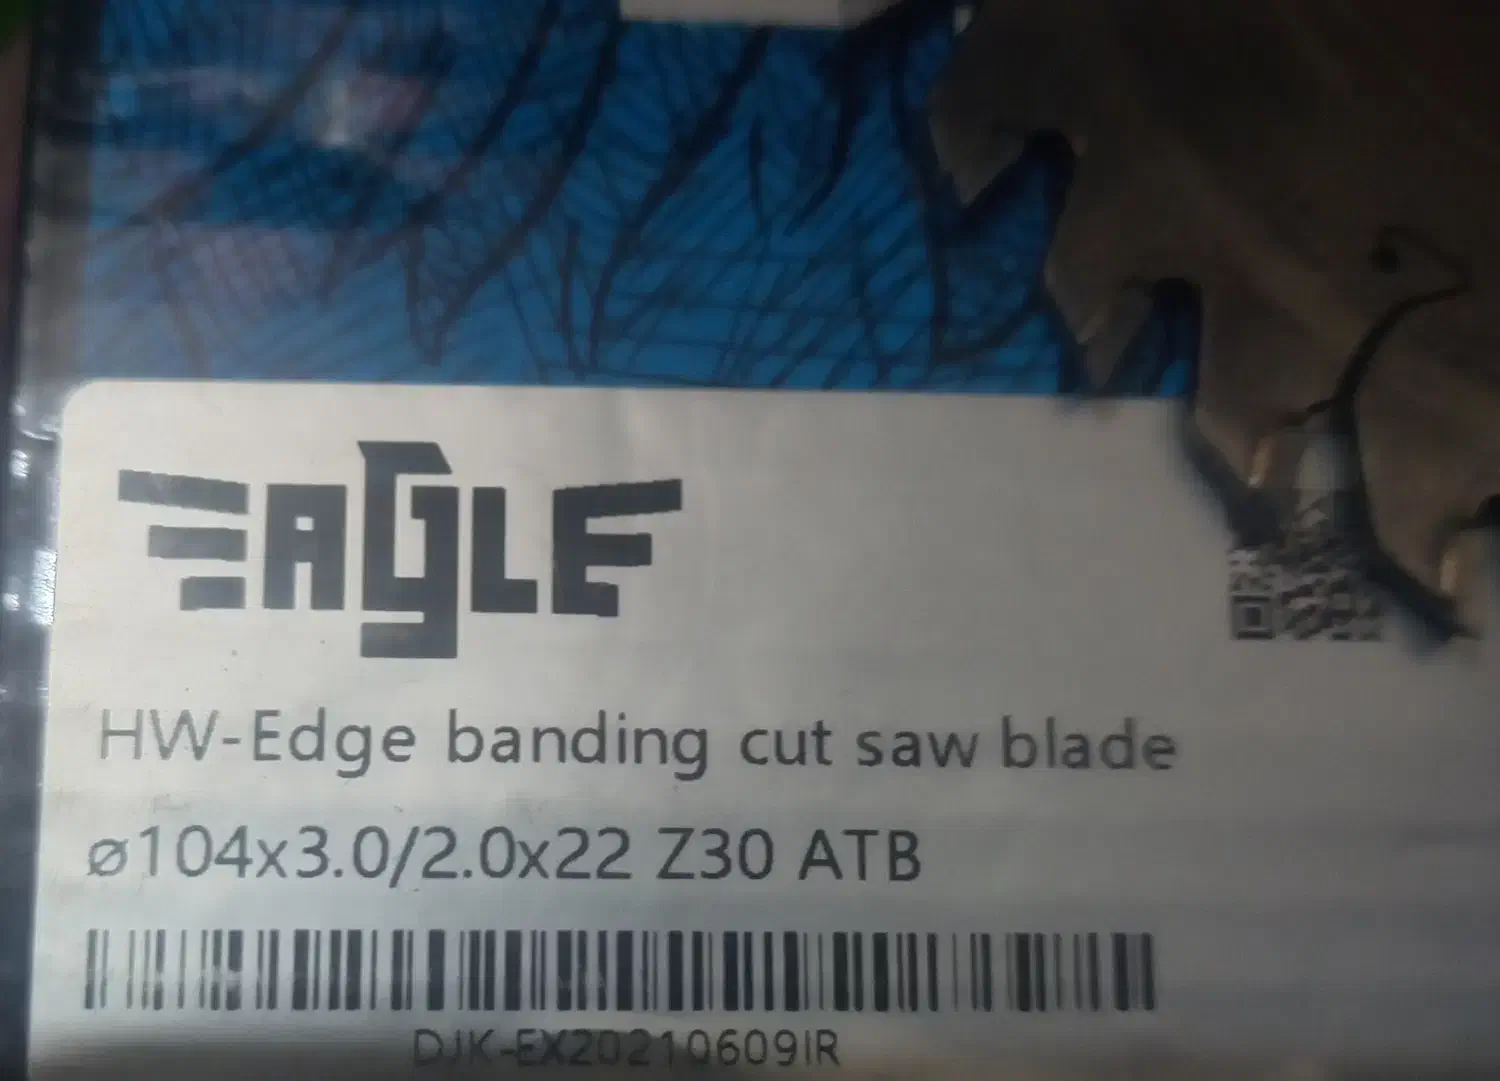 EAGLE
HW-Edge banding cut saw blade
ø104x3.0/2.0x22 Z30 ATB
DJK-EX20210609IR